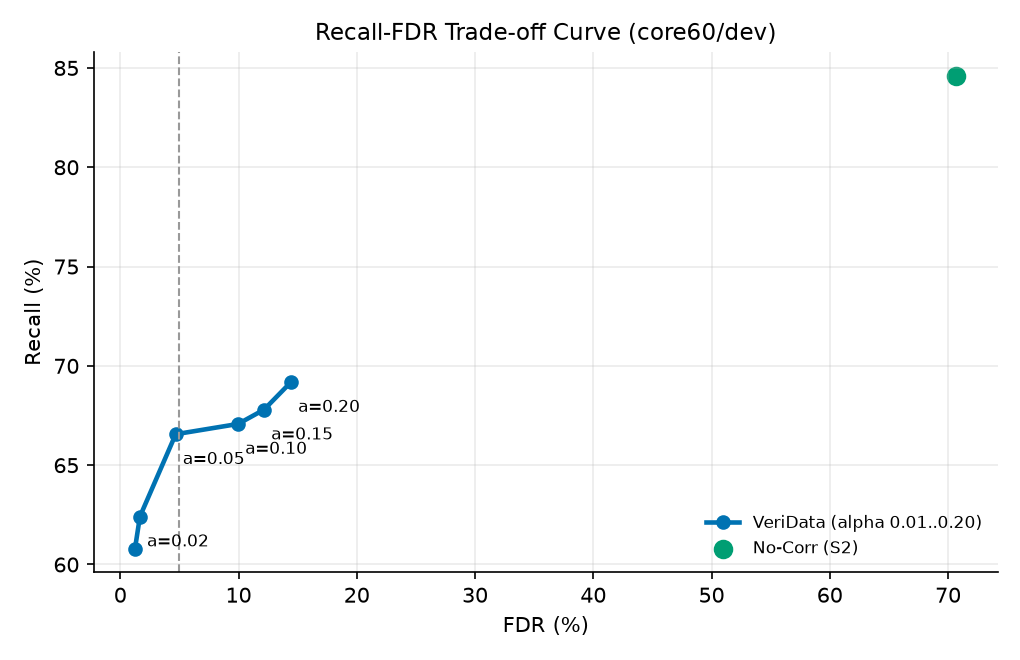 Recall-FDR Trade-off Curve (core60/dev)
85
80
75
70
65
60
Recall (%)
a=0.20
a=0.15
a=0.10
a=0.05
a=0.02
VeriData (alpha 0.01..0.20)
No-Corr (S2)
0 10 20 30 40 50 60 70
FDR (%)